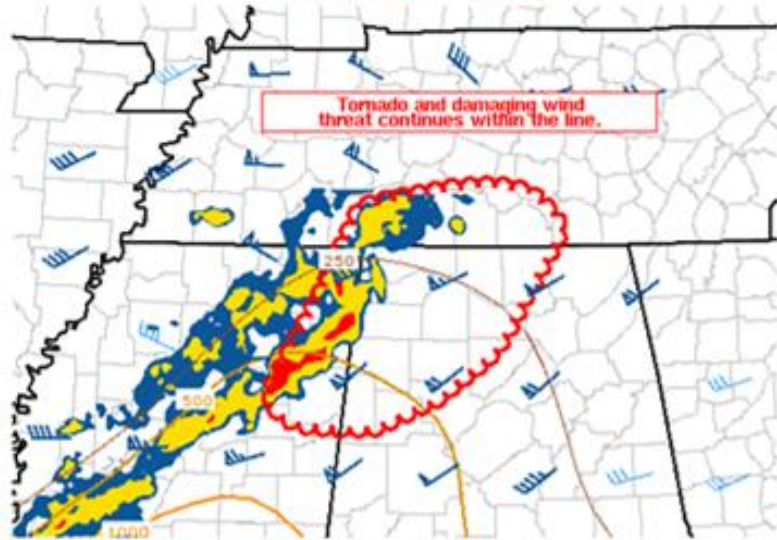 Tornado and damaging wind
threat continues within the line.
250
500
1000